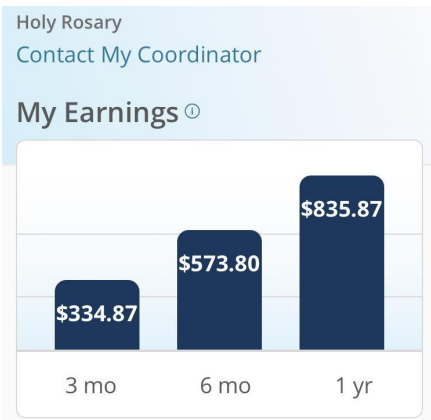 Holy Rosary
Contact My Coordinator
My Earnings
$334.87
$573.80
$835.87
3 mo
6 mo
1 yr